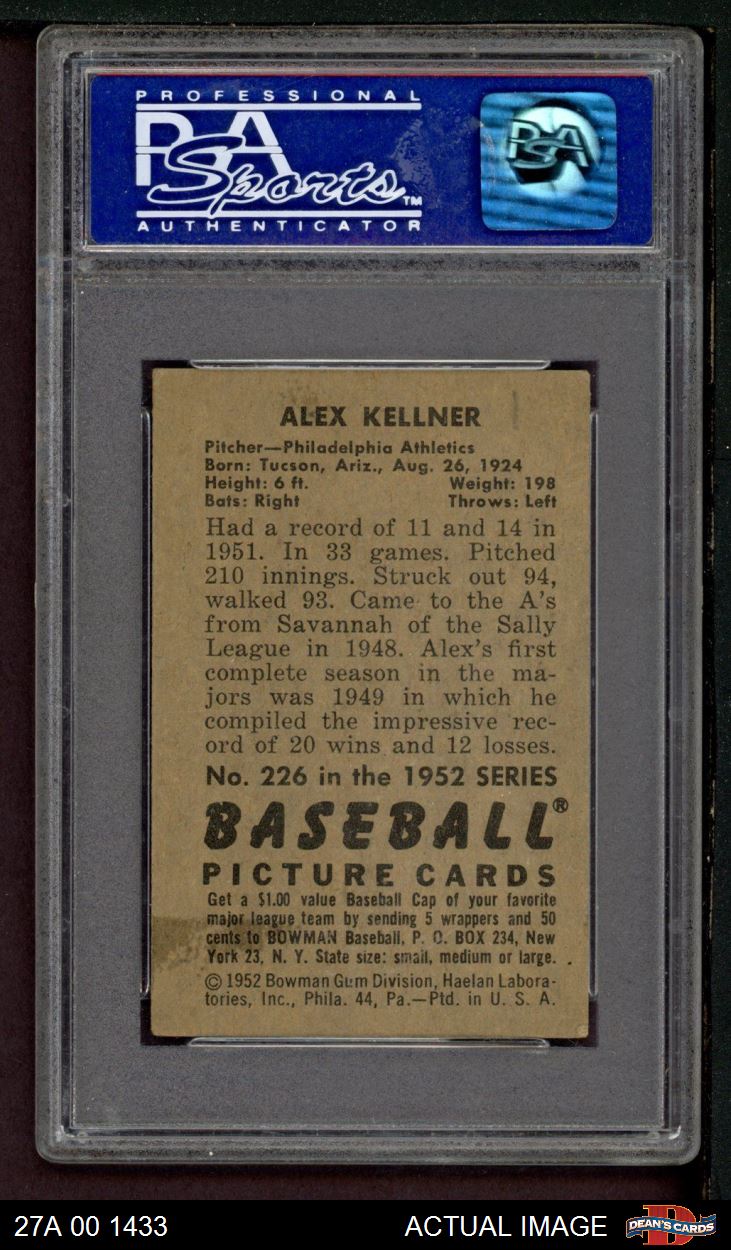 PROFESSIONAL
PSA
Sports™
AUTHENTICATOR
PSA
ALEX KELLNER
Pitcher—Philadelphia Athletics
Born: Tucson, Ariz., Aug. 26, 1924
Height: 6 ft. Weight: 198
Bats: Right Throws: Left
Had a record of 11 and 14 in
1951. In 33 games. Pitched
210 innings. Struck out 94,
walked 93. Came to the A's
from Savannah of the Sally
League in 1948. Alex's first
complete season in the ma-
jors was 1949 in which he
compiled the impressive rec-
ord of 20 wins and 12 losses.
No. 226 in the 1952 SERIES
BASEBALL®
PICTURE CARDS
Get a $1.00 value Baseball Cap of your favorite
major league team by sending 5 wrappers and 50
cents to BOWMAN Baseball, P. O. BOX 234, New
York 23, N. Y. State size: small, medium or large.
© 1952 Bowman Gum Division, Haelan Labora-
tories, Inc., Phila. 44, Pa.—Ptd. in U. S. A.
27A 00 1433 ACTUAL IMAGE
DEAN'S CARDS